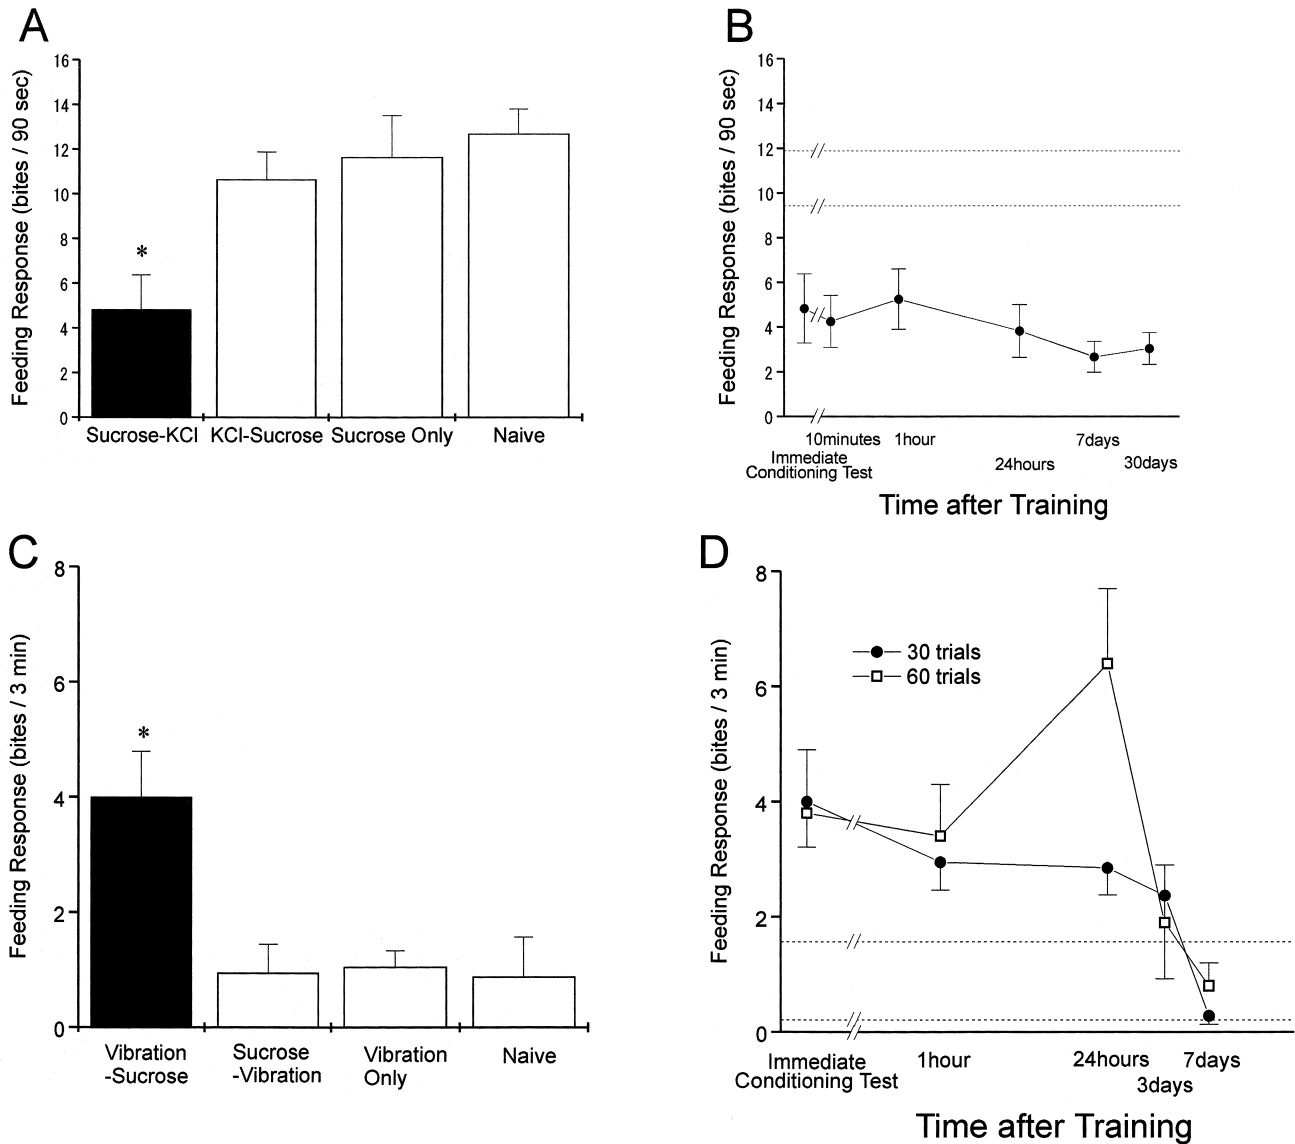 A
Feeding Response (bites / 90 sec)
16
14
12
10
8
6
4
2
0
*
Sucrose-KCl KCl-Sucrose Sucrose Only Naive
B
Feeding Response (bites / 90 sec)
16
14
12
10
8
6
4
2
0
10minutes 1hour 7days
Immediate
Conditioning Test
24hours 30days
Time after Training
C
Feeding Response (bites / 3 min)
8
6
4
2
0
*
Vibration
-Sucrose
Sucrose
-Vibration
Vibration
Only
Naive
D
Feeding Response (bites / 3 min)
8
6
4
2
0
30 trials
60 trials
Immediate
Conditioning Test
1hour 24hours 7days
3days
Time after Training